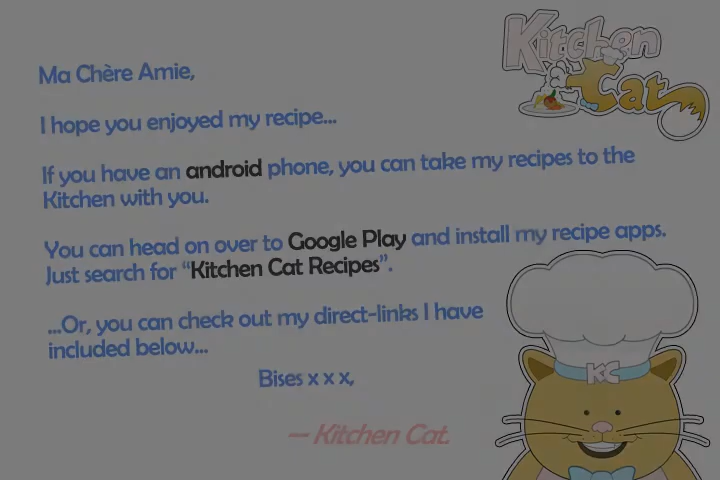 Kitchen
Cat
Ma Chère Amie,
I hope you enjoyed my recipe...
If you have an android phone, you can take my recipes to the
Kitchen with you.
You can head on over to Google Play and install my recipe apps.
Just search for “Kitchen Cat Recipes”.
...Or, you can check out my direct-links I have
included below...
Bises x x x,
KC
— Kitchen Cat.